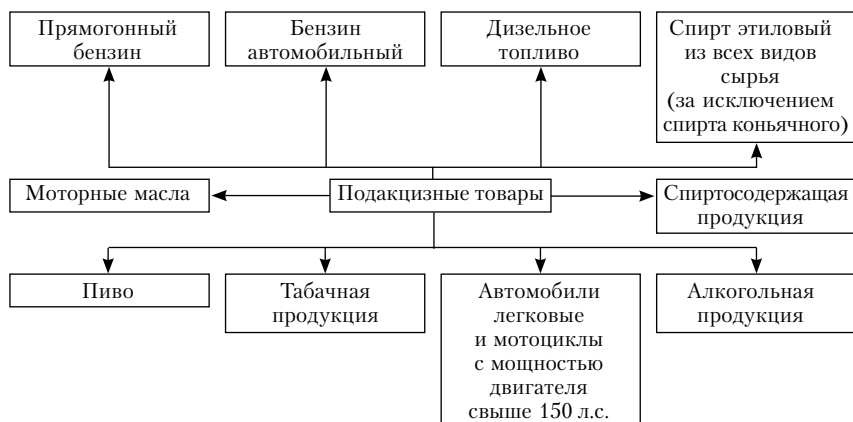 Прямогонный
бензин
Бензин
автомобильный
Дизельное
топливо
Спирт этиловый
из всех видов
сырья
(за исключением
спирта коньячного)
Моторные масла
Подакцизные товары
Спиртосодержащая
продукция
Пиво
Табачная
продукция
Автомобили
легковые
и мотоциклы
с мощностью
двигателя
свыше 150 л.с.
Алкогольная
продукция